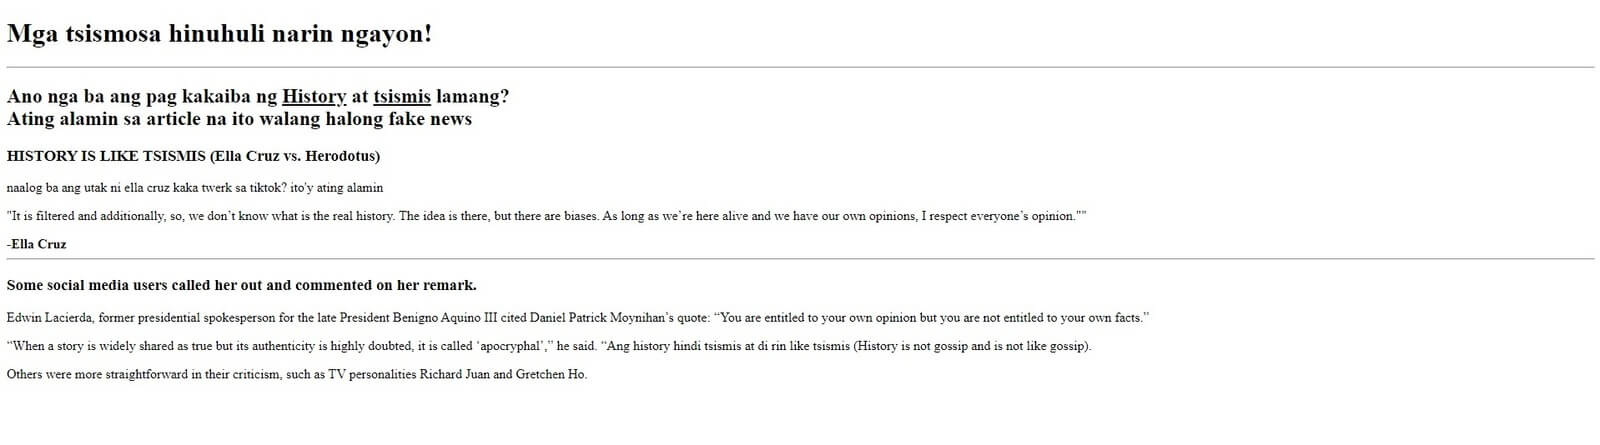 Mga tsismosa hinuhuli narin ngayon!
Ano nga ba ang pag kakaiba ng History at tsismis lamang?
Ating alamin sa article na ito walang halong fake news
HISTORY IS LIKE TSISMIS (Ella Cruz vs. Herodotus)
naalog ba ang utak ni ella cruz kaka twerk sa tiktok? ito'y ating alamin
"It is filtered and additionally, so, we don’t know what is the real history. The idea is there, but there are biases. As long as we’re here alive and we have our own opinions, I respect everyone’s opinion."”
-Ella Cruz
Some social media users called her out and commented on her remark.
Edwin Lacierda, former presidential spokesperson for the late President Benigno Aquino III cited Daniel Patrick Moynihan’s quote: “You are entitled to your own opinion but you are not entitled to your own facts.”
“When a story is widely shared as true but its authenticity is highly doubted, it is called ‘apocryphal’,” he said. “Ang history hindi tsismis at di rin like tsismis (History is not gossip and is not like gossip).
Others were more straightforward in their criticism, such as TV personalities Richard Juan and Gretchen Ho.